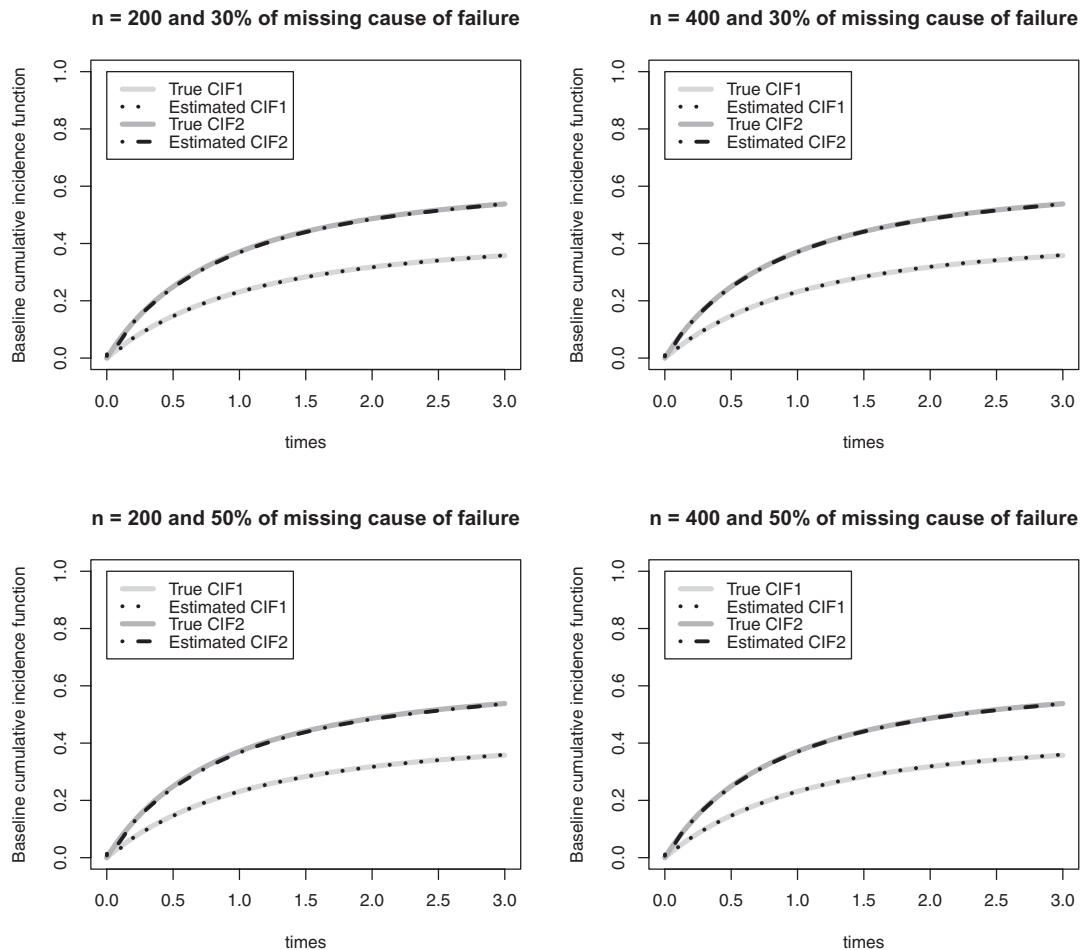 n = 200 and 30% of missing cause of failure
Baseline cumulative incidence function
1.0
0.8
0.6
0.4
0.2
0.0
True CIF1
Estimated CIF1
True CIF2
Estimated CIF2
0.0 0.5 1.0 1.5 2.0 2.5 3.0
times
n = 400 and 30% of missing cause of failure
Baseline cumulative incidence function
1.0
0.8
0.6
0.4
0.2
0.0
True CIF1
Estimated CIF1
True CIF2
Estimated CIF2
0.0 0.5 1.0 1.5 2.0 2.5 3.0
times
n = 200 and 50% of missing cause of failure
Baseline cumulative incidence function
1.0
0.8
0.6
0.4
0.2
0.0
True CIF1
Estimated CIF1
True CIF2
Estimated CIF2
0.0 0.5 1.0 1.5 2.0 2.5 3.0
times
n = 400 and 50% of missing cause of failure
Baseline cumulative incidence function
1.0
0.8
0.6
0.4
0.2
0.0
True CIF1
Estimated CIF1
True CIF2
Estimated CIF2
0.0 0.5 1.0 1.5 2.0 2.5 3.0
times